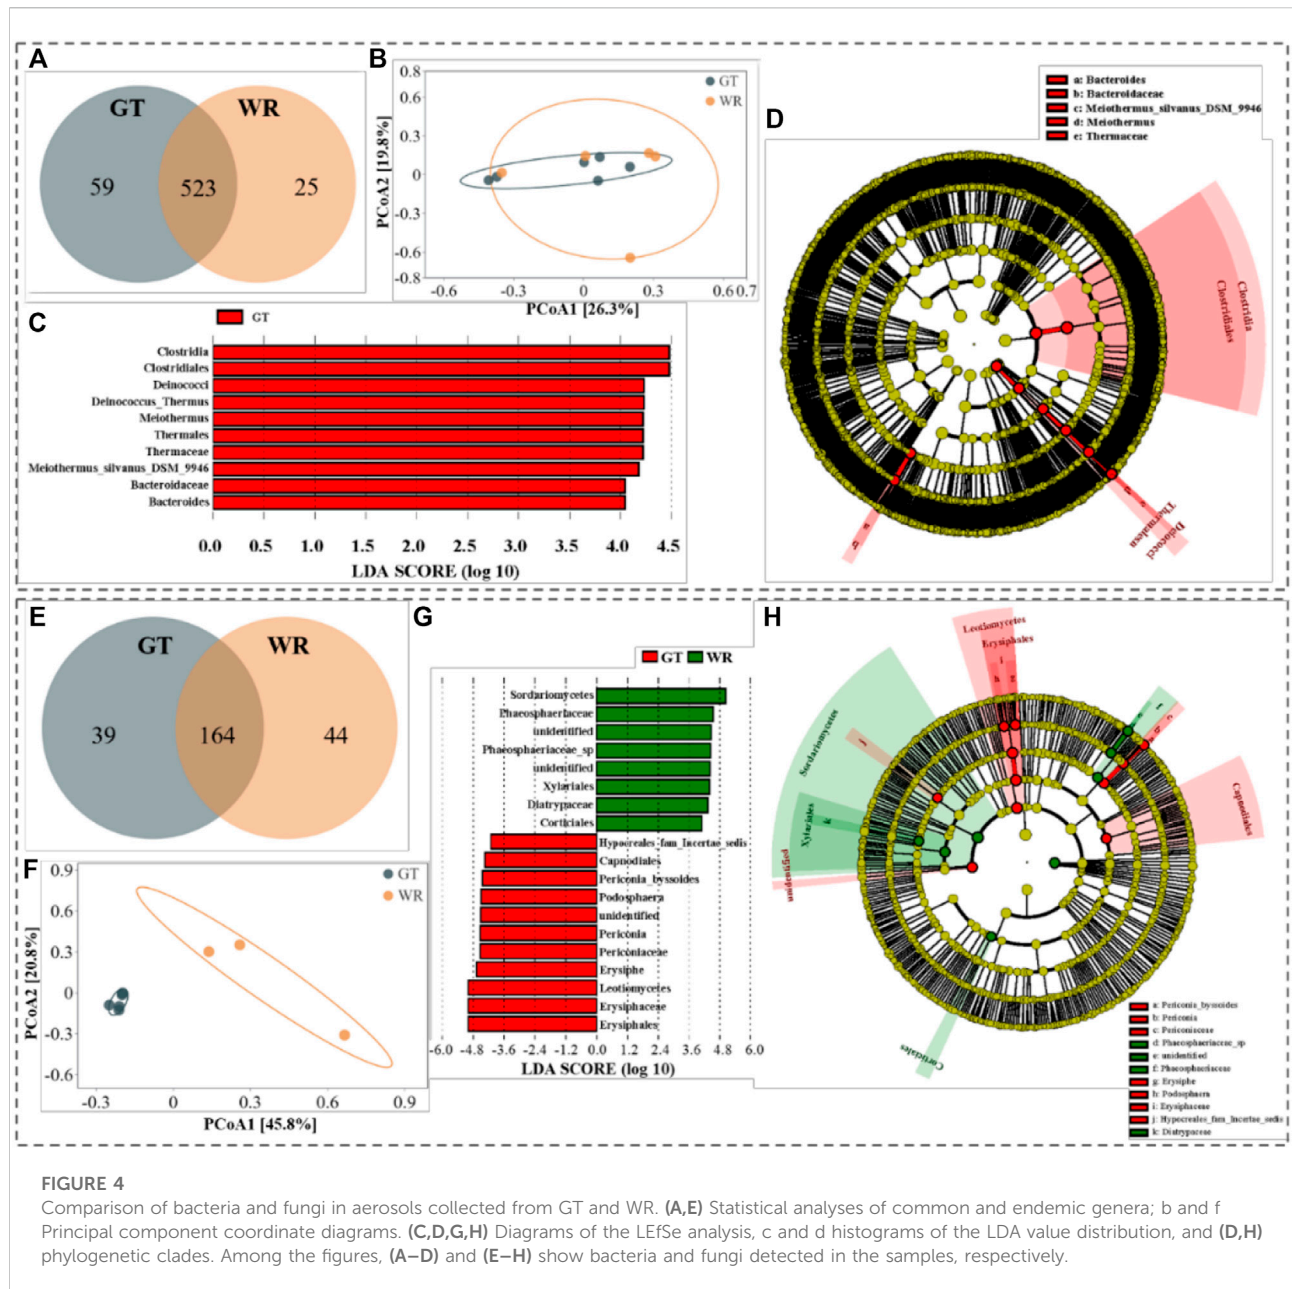 A
GT
WR
59
523
25
B
GT
WR
0.8
0.6
0.3
0
-0.3
-0.6
-0.8
PCoA2 [19.8%]
-0.6
-0.3
0
0.3
0.6
0.7
PCoA1 [26.3%]
C
GT
Clostridia
Clostridiales
Deinococci
Deinococcus_Thermus
Meiothermus
Thermales
Thermaceae
Meiothermus_silvanus_DSM_9946
Bacteroidaceae
Bacteroides
0.0 0.5 1.0 1.5 2.0 2.5 3.0 3.5 4.0 4.5
LDA SCORE (log 10)
D
a: Bacteroides
b: Bacteroidaceae
c: Meiothermus_silvanus_DSM_9946
d: Meiothermus
e: Thermaceae
Clostridia
Clostridiales
Deinococci
E
GT
WR
39
164
44
F
GT
WR
0.9
0.6
0.3
0
-0.3
-0.6
PCoA2 [20.8%]
-0.3
0
0.3
0.6
0.9
PCoA1 [45.8%]
G
GT WR
Sordariomycetes
Phaeosphaeriaceae
unidentified
Phaeosphaeriaceae_sp
unidentified
Xylariales
Diatrypaceae
Corticiales
Hypocreales_fam_Incertae_sedis
Capnodiales
Periconia_byssoides
Podosphaera
unidentified
Periconia
Periconiaceae
Erysiphe
Leotiomycetes
Erysiphaceae
Erysiphales
-6.0 -4.8 -3.6 -2.4 -1.2 0.0 1.2 2.4 3.6 4.8 6.0
LDA SCORE (log 10)
H
Leotiomycetes
Erysiphales
Sordariomycetes
Xylariales
k
unidentified
Capnodiales
Corticiales
a: Periconia_byssoides
b: Periconia
c: Periconiaceae
d: Phaeosphaeriaceae_sp
e: unidentified
f: Phaeosphaeriaceae
g: Erysiphe
h: Podosphaera
i: Erysiphaceae
j: Hypocreales_fam_Incertae_sedis
k: Diatrypaceae
FIGURE 4
Comparison of bacteria and fungi in aerosols collected from GT and WR. (A,E) Statistical analyses of common and endemic genera; b and f
Principal component coordinate diagrams. (C,D,G,H) Diagrams of the LEfSe analysis, c and d histograms of the LDA value distribution, and (D,H)
phylogenetic clades. Among the figures, (A–D) and (E–H) show bacteria and fungi detected in the samples, respectively.